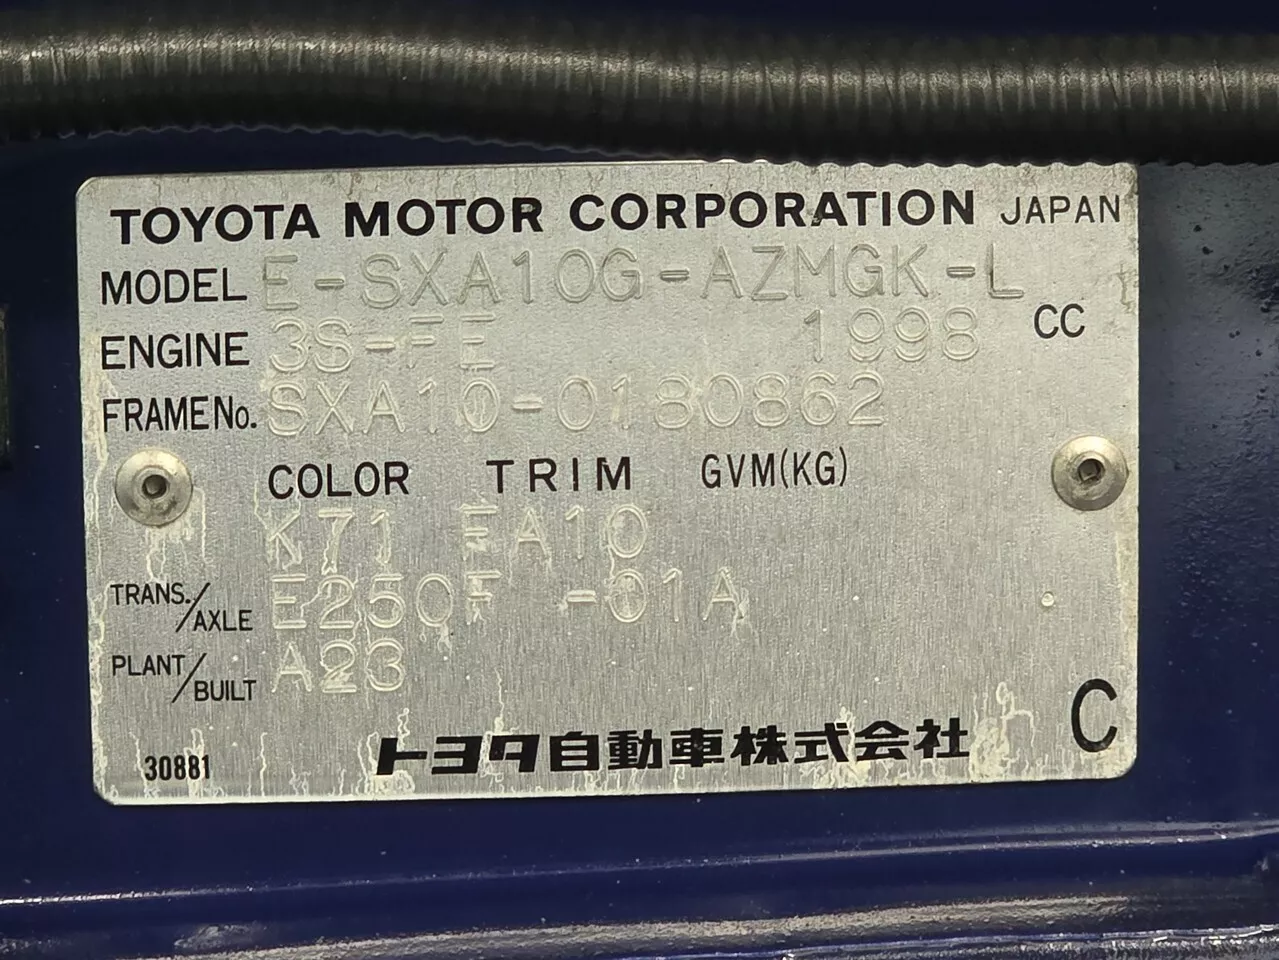 TOYOTA MOTOR CORPORATION JAPAN
MODEL E-SXA10G-AZMGK-L
ENGINE 3S-FE 1998 CC
FRAME No. SXA10-0180862
COLOR TRIM GVM(KG)
K71 FA10
TRANS./AXLE E250F -01A
PLANT/BUILT A23
30881 トヨタ自動車株式会社 C